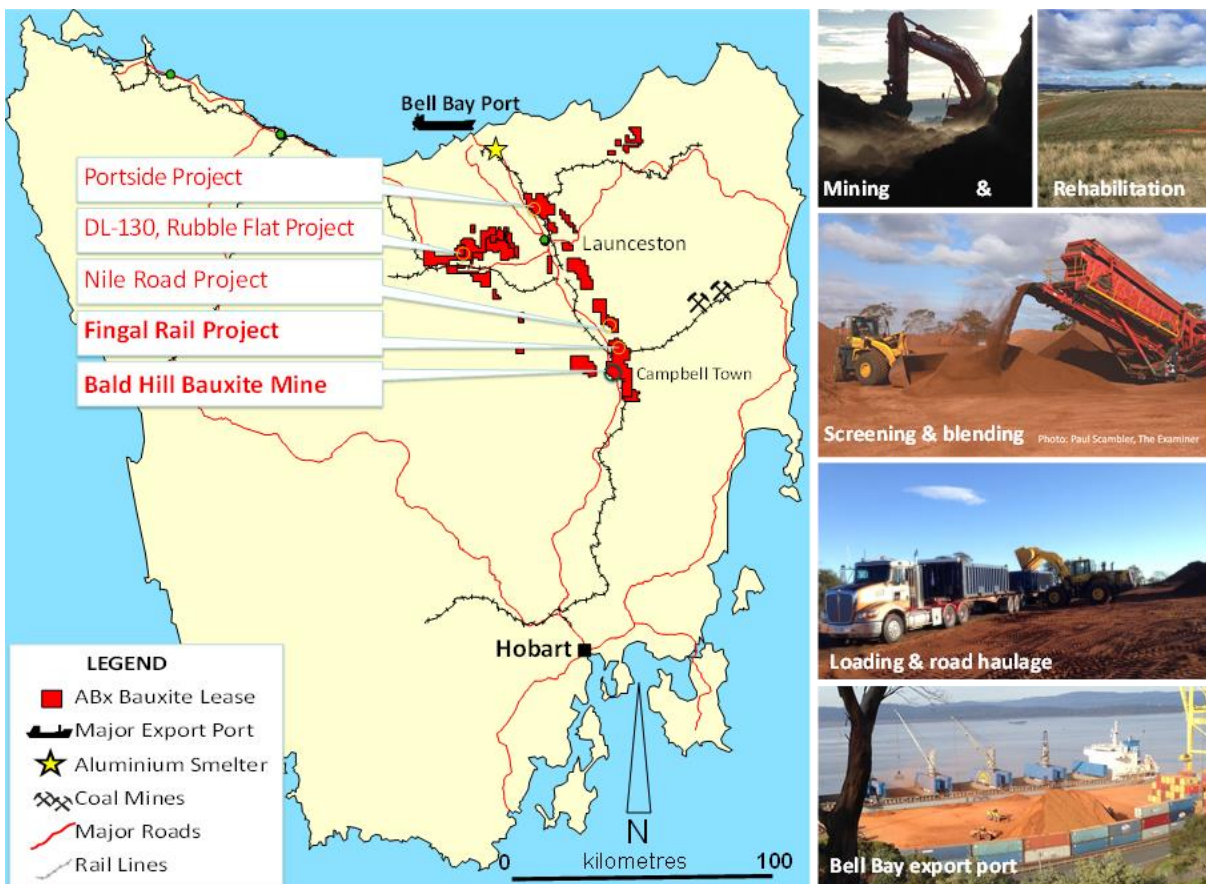 Bell Bay Port
Portside Project
DL-130, Rubble Flat Project
Nile Road Project
Fingal Rail Project
Bald Hill Bauxite Mine
Launceston
Campbell Town
Hobart
LEGEND
ABx Bauxite Lease
Major Export Port
Aluminium Smelter
Coal Mines
Major Roads
Rail Lines
N
0 kilometres 100
Mining & Rehabilitation
Screening & blending Photo: Paul Scambler, The Examiner
Loading & road haulage
Bell Bay export port